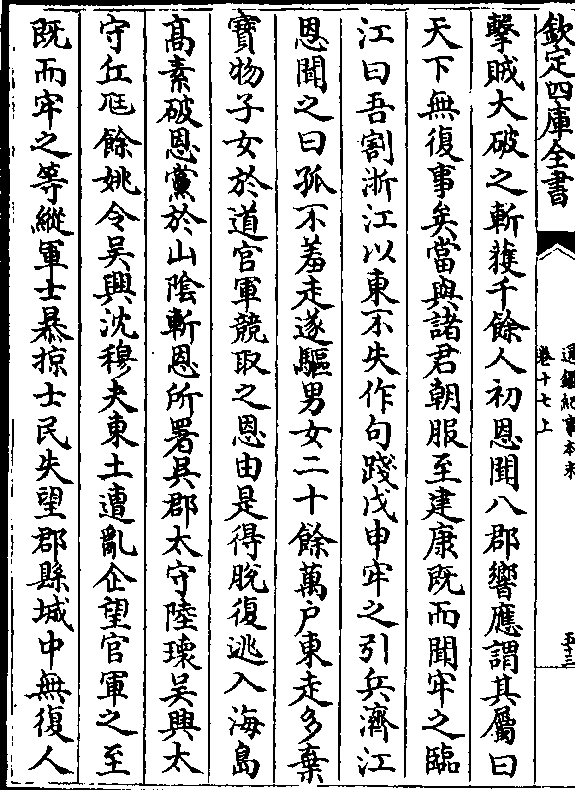 欽定四庫全書
通鑑紀事本末
卷十七上
五十三
擊賊大破之斬獲千餘人初恩聞八郡響應謂其屬曰
天下無復事矣當與諸君朝服至建康既而聞牢之臨
江曰吾割浙江以東不失作句踐戊申牢之引兵濟江
恩聞之曰孤不羞走遂驅男女二十餘萬户東走多棄
寶物子女於道官軍競取之恩由是得脫復逃入海島
髙素破恩黨於山陰斬恩所署吳郡太守陸瓌吳興太
守丘尫餘姚令吳興沈穆夫東土遭亂企望官軍之至
既而牢之等縱軍士暴掠士民失望郡縣城中無復人